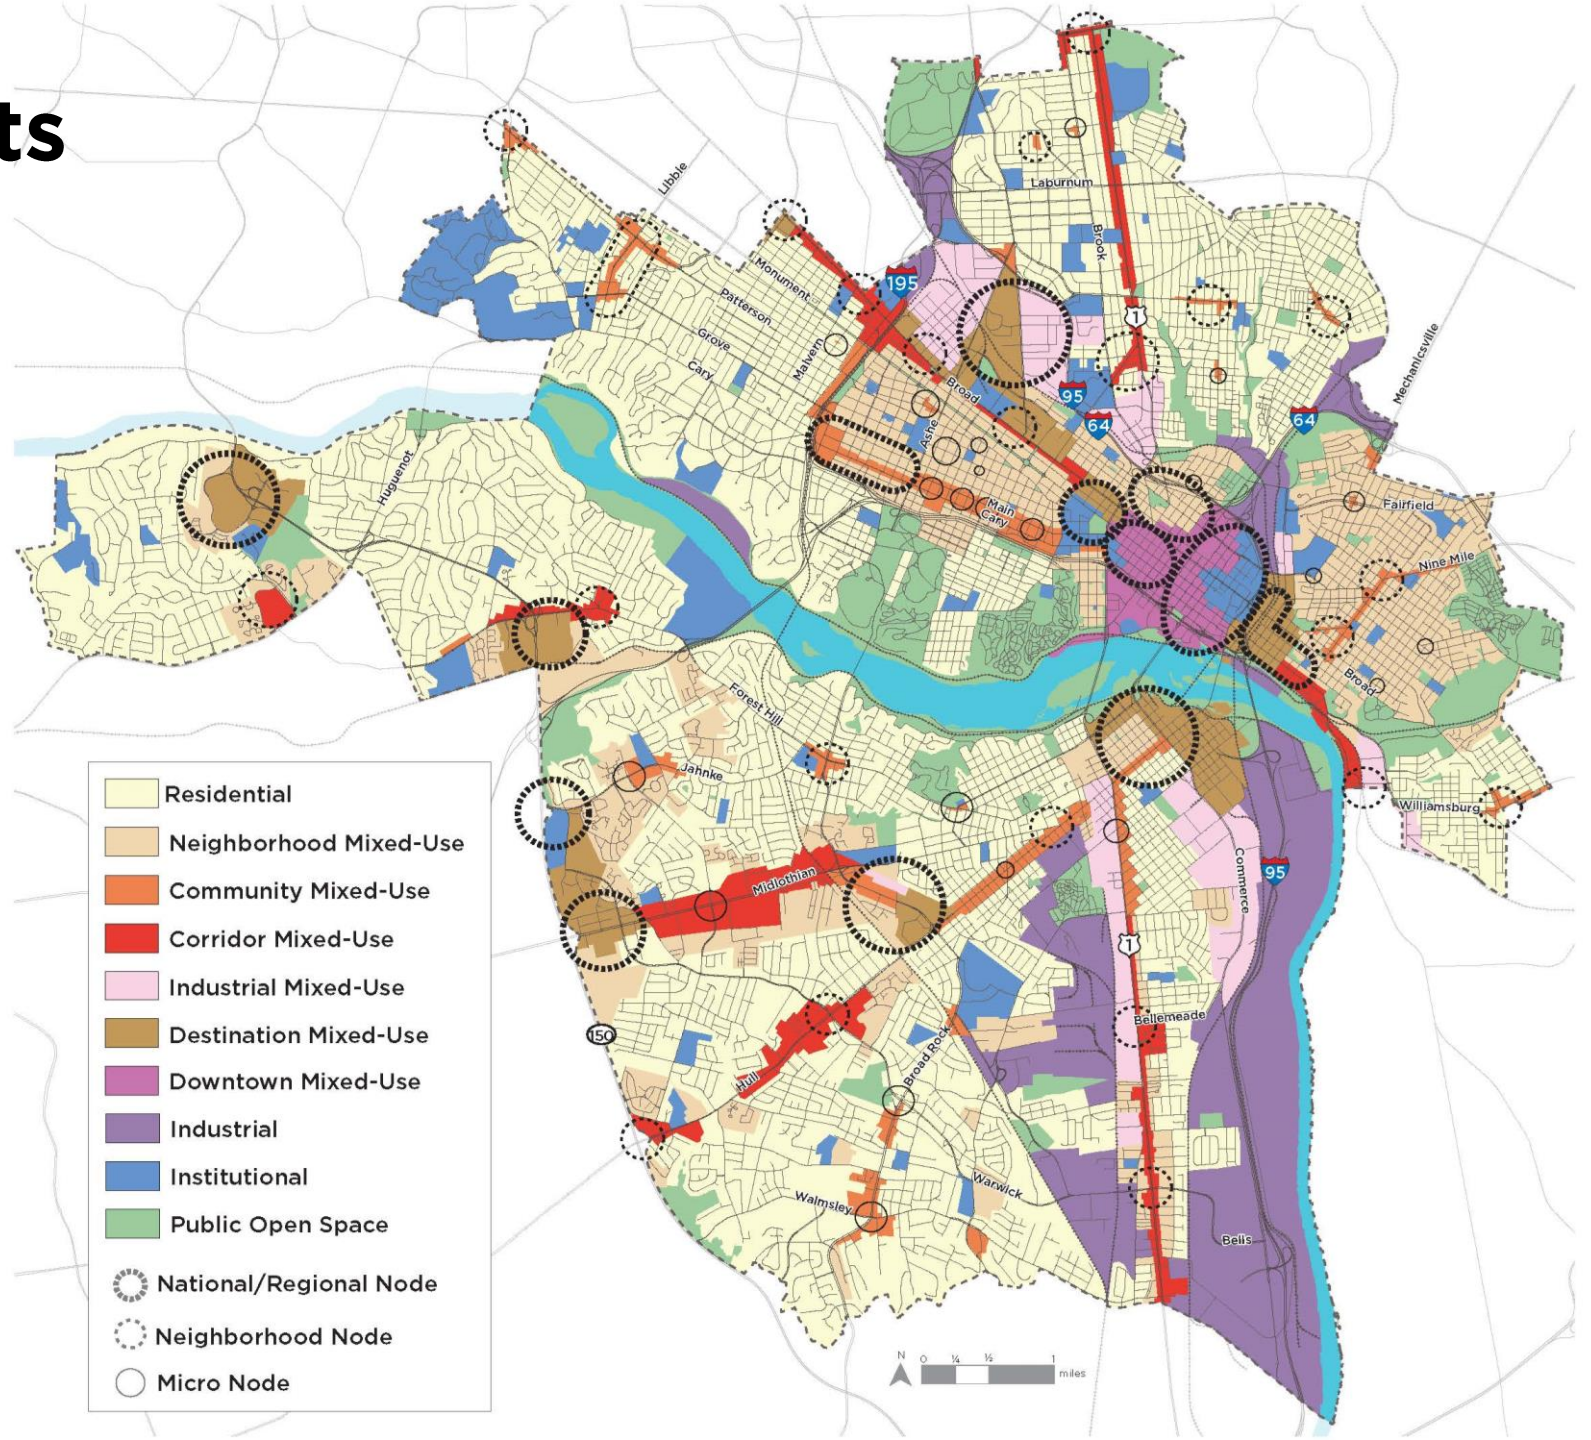 ts
Libbie
Laburnum
Brook
Monument
195
Patterson
Grove
Cary
Malvern
1
Mechanicsville
Broad
95
64
64
Ashe
Huguenot
Main
Cary
Fairfield
Nine Mile
Broad
Forest Hill
Jahnke
Williamsburg
Midlothian
Commerce
95
1
Bellemeade
150
Broad Rock
Hull
Warwick
Walmsley
Bells
Residential
Neighborhood Mixed-Use
Community Mixed-Use
Corridor Mixed-Use
Industrial Mixed-Use
Destination Mixed-Use
Downtown Mixed-Use
Industrial
Institutional
Public Open Space
National/Regional Node
Neighborhood Node
Micro Node
N
0 ¼ ½ 1
miles